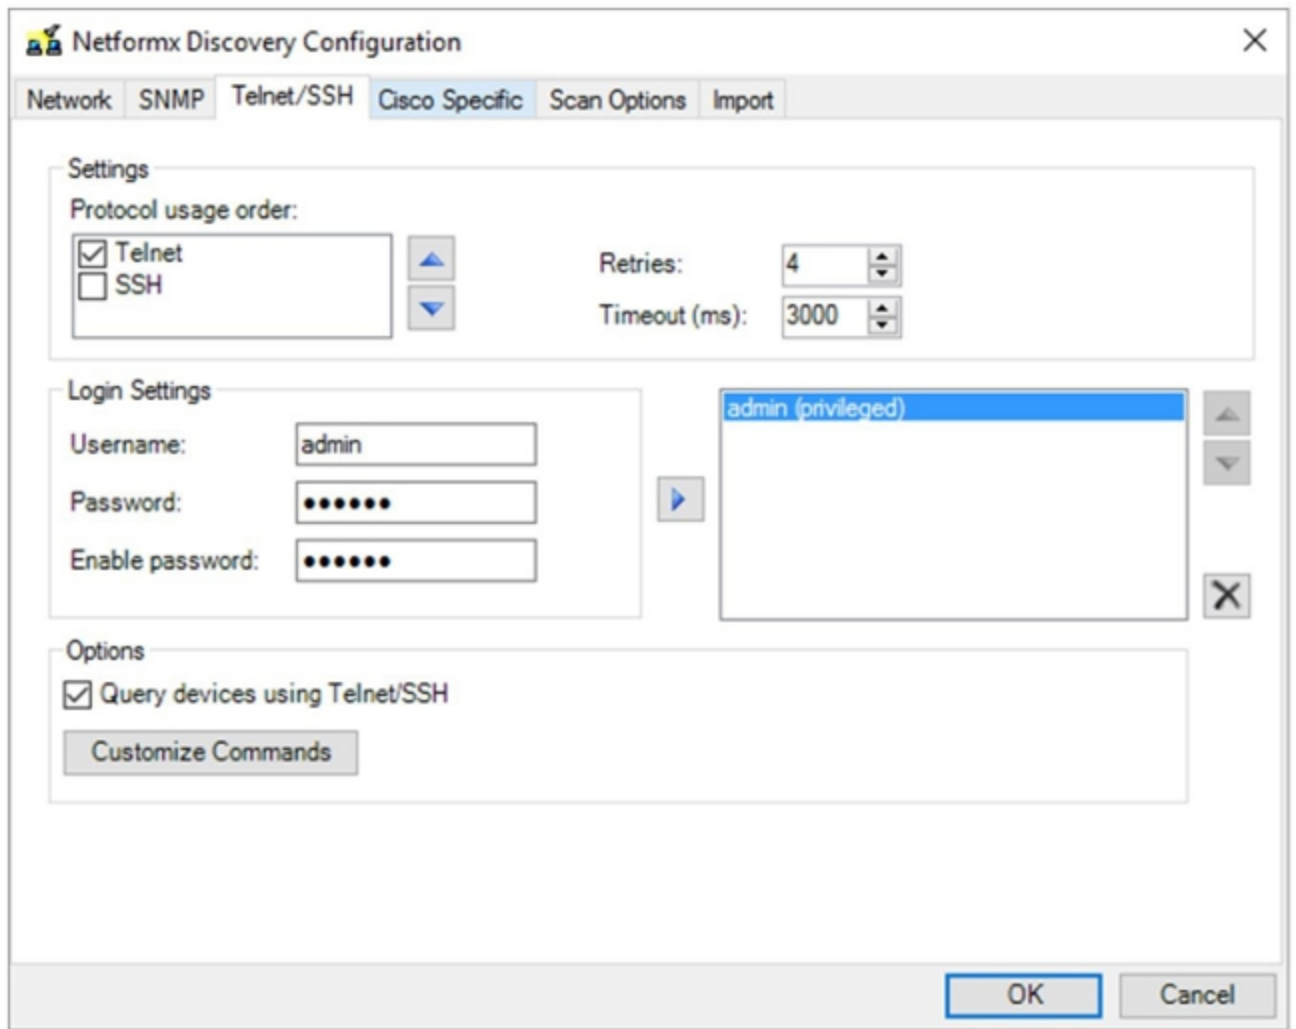 Netformx Discovery Configuration
Network SNMP Telnet/SSH Cisco Specific Scan Options Import
Settings
Protocol usage order:
Telnet
SSH
Retries: 4
Timeout (ms): 3000
Login Settings
Username: admin
Password: ••••••
Enable password: ••••••
admin (privileged)
Options
Query devices using Telnet/SSH
Customize Commands
OK Cancel